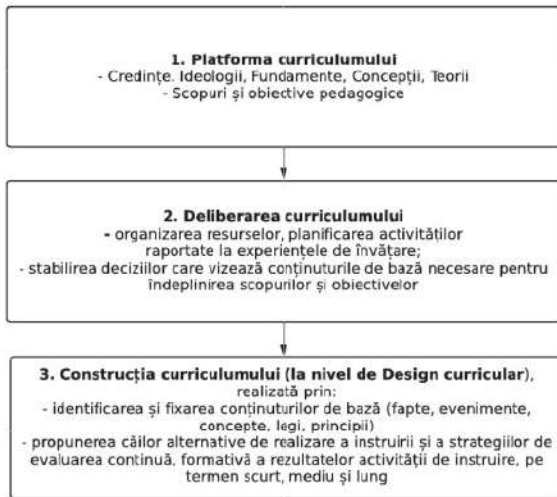 1. Platforma curriculumului
- Credințe. Ideologii, Fundamente, Concepții, Teorii
- Scopuri și obiective pedagogice
2. Deliberarea curriculumului
- organizarea resurselor, planificarea activităților
raportate la experiențele de învățare;
- stabilirea deciziilor care vizează conținuturile de bază necesare pentru
îndeplinirea scopurilor și obiectivelor
3. Construcția curriculumului (la nivel de Design curricular),
realizată prin:
- identificarea și fixarea conținuturilor de bază (fapte, evenimente,
concepte, legi, principii)
- propunerea căilor alternative de realizare a instruirii și a strategiilor de
evaluarea continuă, formativă a rezultatelor activității de instruire, pe
termen scurt, mediu și lung